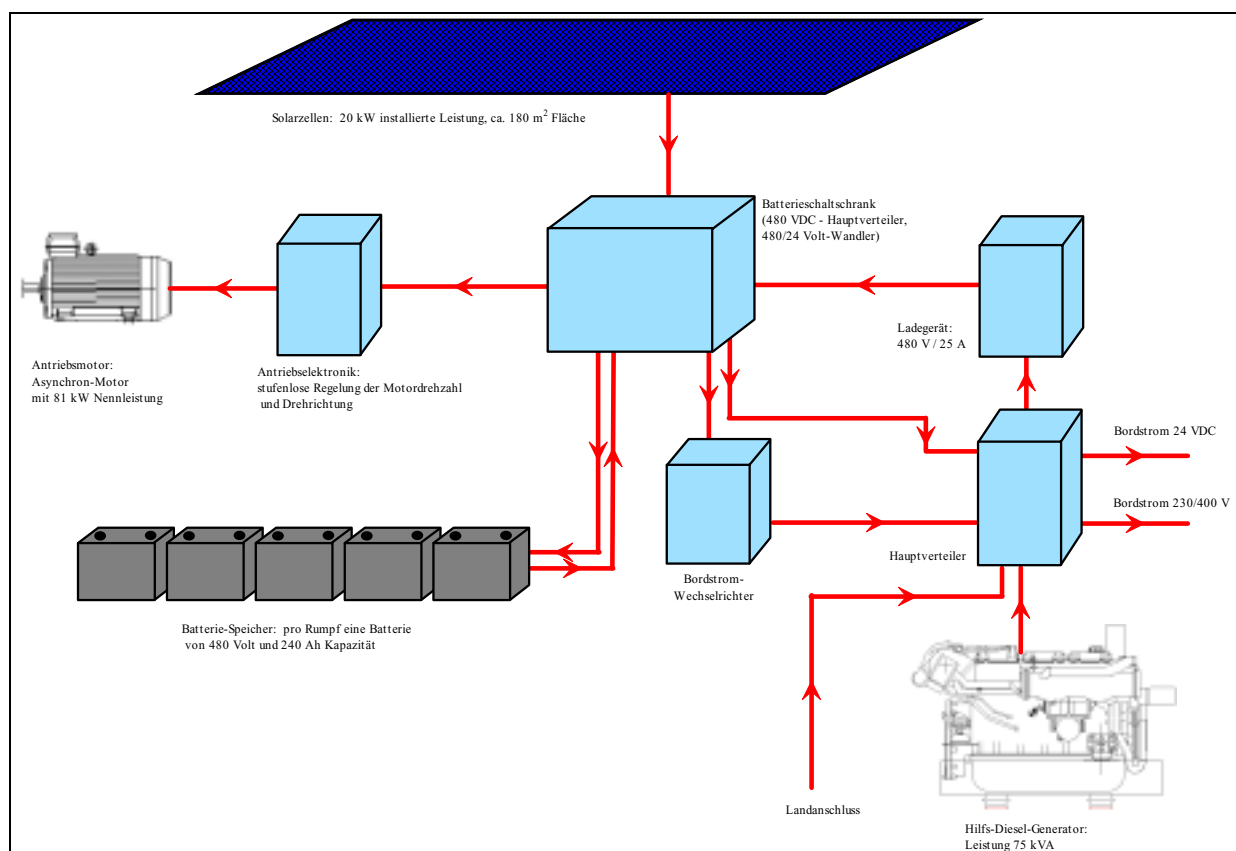 Solarzellen: 20 kW installierte Leistung, ca. 180 m² Fläche
Batterieschaltschrank
(480 VDC - Hauptverteiler,
480/24 Volt-Wandler)
Ladegerät:
480 V / 25 A
Antriebsmotor:
Asynchron-Motor
mit 81 kW Nennleistung
Antriebselektronik:
stufenlose Regelung der Motordrehzahl
und Drehrichtung
Bordstrom 24 VDC
Bordstrom 230/400 V
Hauptverteiler
Bordstrom-
Wechselrichter
Batterie-Speicher: pro Rumpf eine Batterie
von 480 Volt und 240 Ah Kapazität
Landanschluss
Hilfs-Diesel-Generator:
Leistung 75 kVA